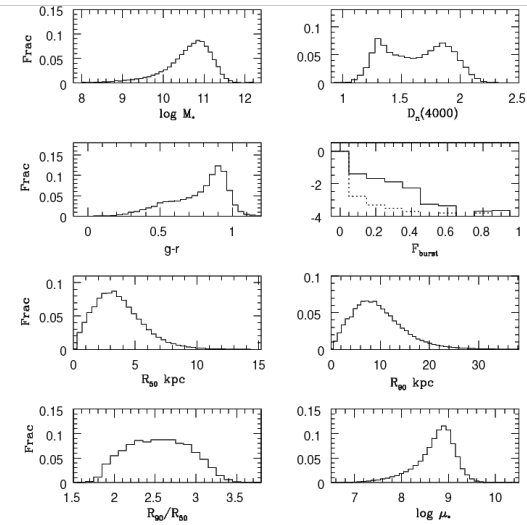 Frac
0.15
0.1
0.05
0
8 9 10 11 12
log M*
0.15
0.1
0.05
0
1 1.5 2 2.5
Dn(4000)
Frac
0.15
0.1
0.05
0
0 0.5 1
g-r
0
-2
-4
0 0.2 0.4 0.6 0.8 1
Fburst
Frac
0.1
0.05
0
0 5 10 15
R50 kpc
0.1
0.05
0
0 10 20 30
R90 kpc
Frac
0.15
0.1
0.05
0
1.5 2 2.5 3 3.5
R90/R50
0.15
0.1
0.05
0
7 8 9 10
log μ*